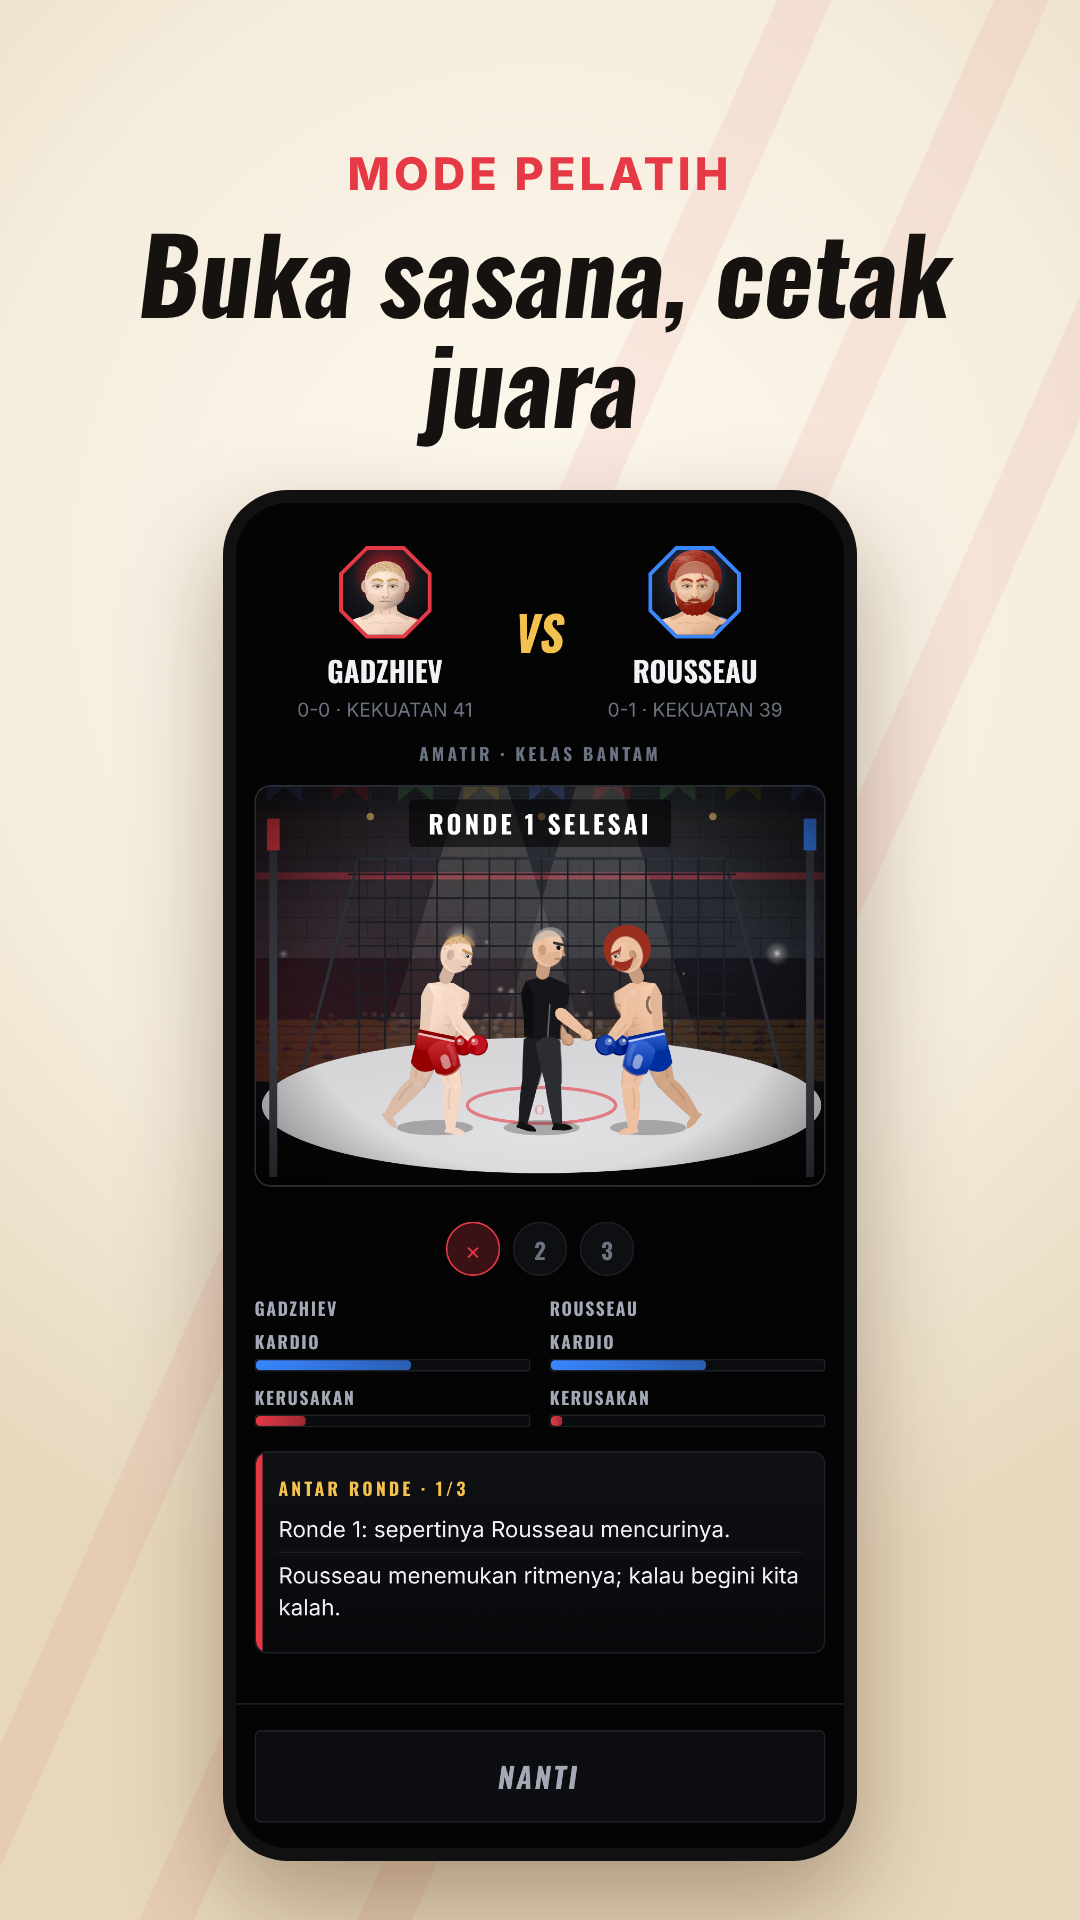 MODE PELATIH
Buka sasana, cetak
juara
VS
GADZHIEV
ROUSSEAU
0-0 · KEKUATAN 41
0-1 · KEKUATAN 39
AMATIR · KELAS BANTAM
RONDE 1 SELESAI
O
× 2 3
GADZHIEV
ROUSSEAU
KARDIO
KARDIO
KERUSAKAN
KERUSAKAN
ANTAR RONDE · 1/3
Ronde 1: sepertinya Rousseau mencurinya.
Rousseau menemukan ritmenya; kalau begini kita
kalah.
NANTI